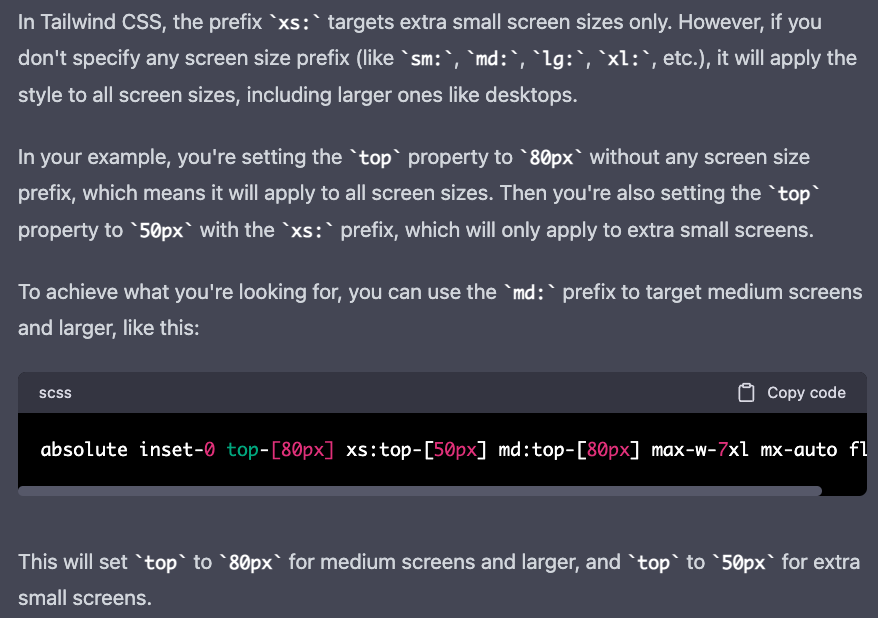 In Tailwind CSS, the prefix `xs:` targets extra small screen sizes only. However, if you
don't specify any screen size prefix (like `sm:`, `md:`, `lg:`, `xl:`, etc.), it will apply the
style to all screen sizes, including larger ones like desktops.
In your example, you're setting the `top` property to `80px` without any screen size
prefix, which means it will apply to all screen sizes. Then you're also setting the `top`
property to `50px` with the `xs:` prefix, which will only apply to extra small screens.
To achieve what you're looking for, you can use the `md:` prefix to target medium screens
and larger, like this:
scss Copy code
absolute inset-0 top-[80px] xs:top-[50px] md:top-[80px] max-w-7xl mx-auto fl
This will set `top` to `80px` for medium screens and larger, and `top` to `50px` for extra
small screens.